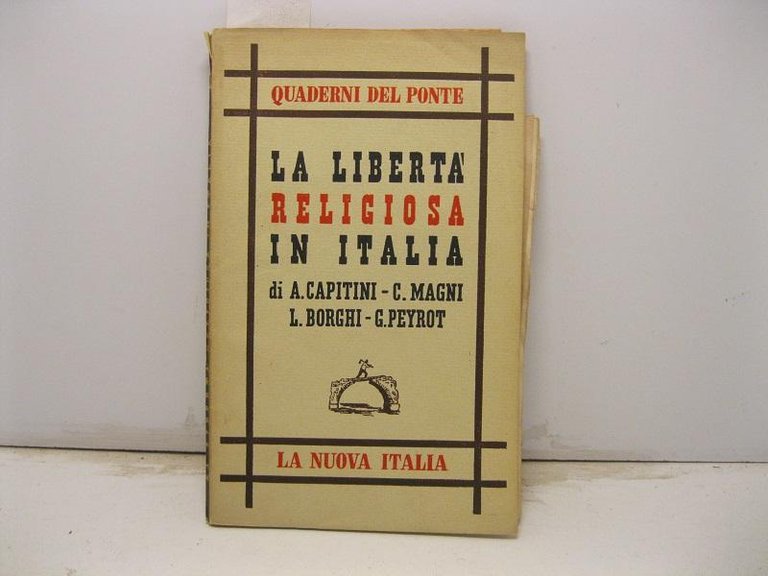 QUADERNI DEL PONTE
LA LIBERTA'
RELIGIOSA
IN ITALIA
di A. CAPITINI - C. MAGNI
L. BORGHI - G. PEYROT
LA NUOVA ITALIA